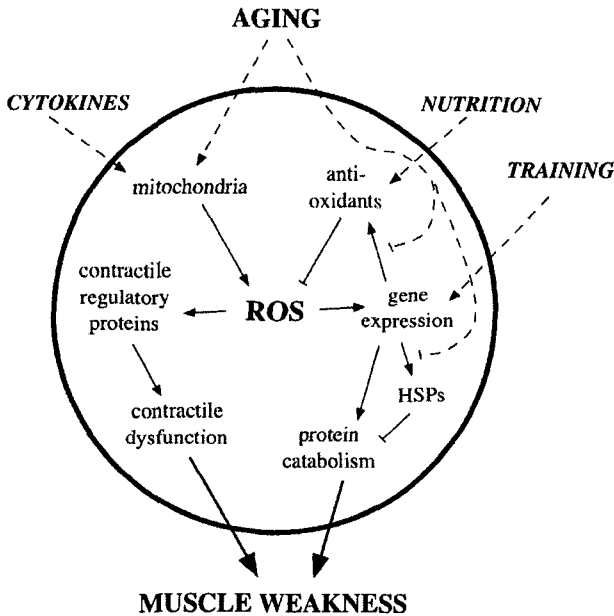 AGING
CYTOKINES
NUTRITION
TRAINING
mitochondria
anti-
oxidants
contractile
regulatory
proteins
ROS
gene
expression
HSPs
contractile
dysfunction
protein
catabolism
MUSCLE WEAKNESS